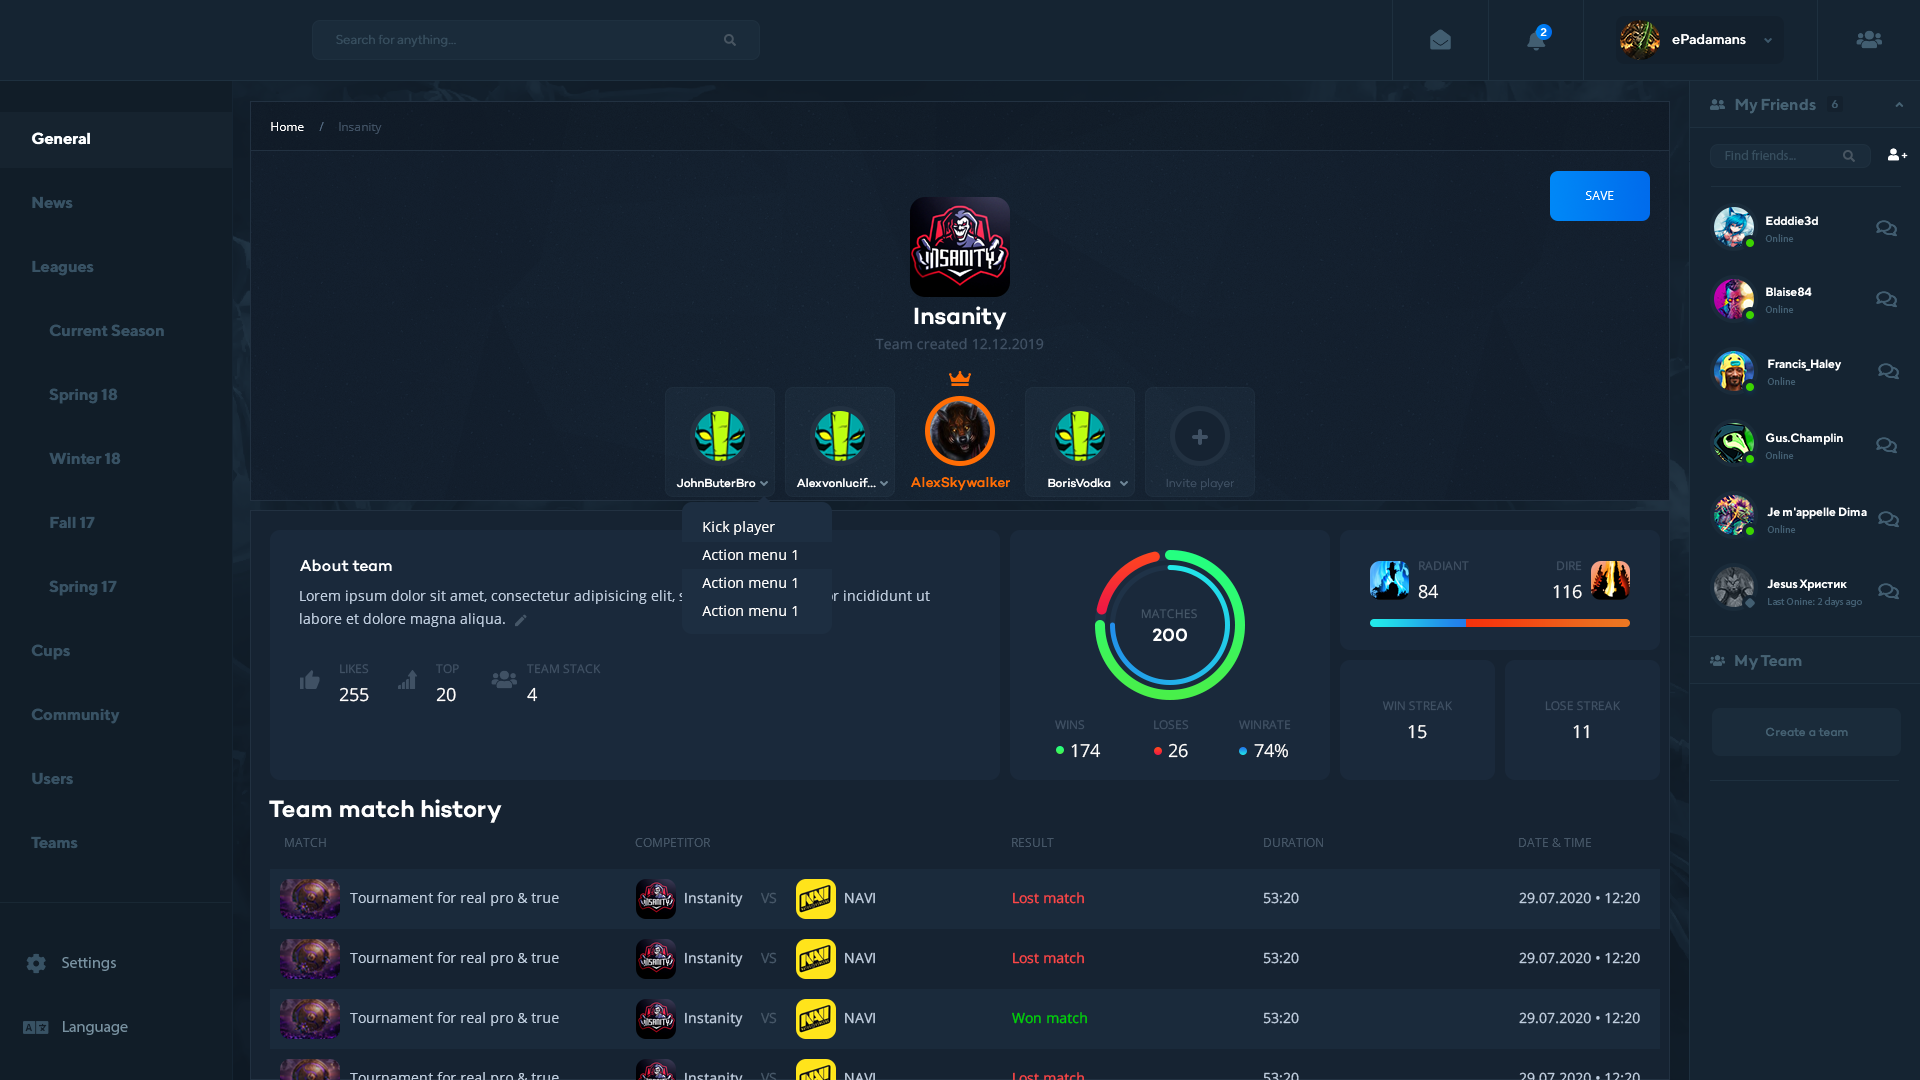 Search for anything...
2
ePadamans
General
News
Leagues
Current Season
Spring 18
Winter 18
Fall 17
Spring 17
Cups
Community
Users
Teams
Settings
Language
Home / Insanity
SAVE
INSANITY
Insanity
Team created 12.12.2019
JohnButerBro
Alexvonlucif...
AlexSkywalker
BorisVodka
Invite player
Kick player
Action menu 1
Action menu 1
Action menu 1
About team
Lorem ipsum dolor sit amet, consectetur adipisicing elit, s or incididunt ut
labore et dolore magna aliqua.
LIKES
255
TOP
20
TEAM STACK
4
MATCHES
200
WINS
174
LOSES
26
WINRATE
74%
RADIANT
84
DIRE
116
WIN STREAK
15
LOSE STREAK
11
Team match history
MATCH COMPETITOR RESULT DURATION DATE & TIME
Tournament for real pro & true INSANITY Instanity VS NAVI NAVI Lost match 53:20 29.07.2020 • 12:20
Tournament for real pro & true INSANITY Instanity VS NAVI NAVI Lost match 53:20 29.07.2020 • 12:20
Tournament for real pro & true INSANITY Instanity VS NAVI NAVI Won match 53:20 29.07.2020 • 12:20
Tournament for real pro & true Instanity VS NAVI NAVI Lost match 53:20 29.07.2020 • 12:20
My Friends 6
Find friends...
Edddie3d
Online
Blaise84
Online
Francis_Haley
Online
Gus.Champlin
Online
Je m'appelle Dima
Online
Jesus Христик
Last Onine: 2 days ago
My Team
Create a team